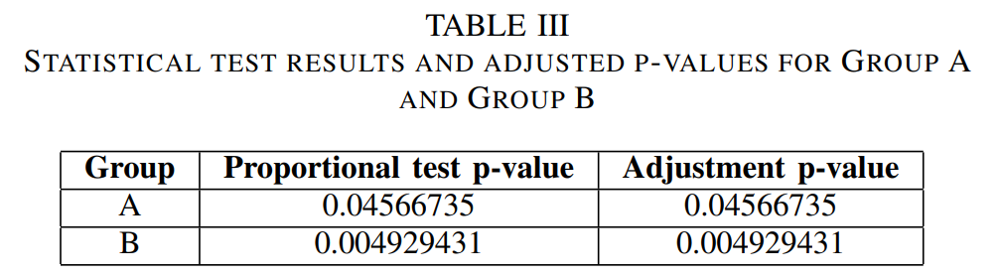 TABLE III
STATISTICAL TEST RESULTS AND ADJUSTED P-VALUES FOR GROUP A
AND GROUP B
Group Proportional test p-value Adjustment p-value
A 0.04566735 0.04566735
B 0.004929431 0.004929431